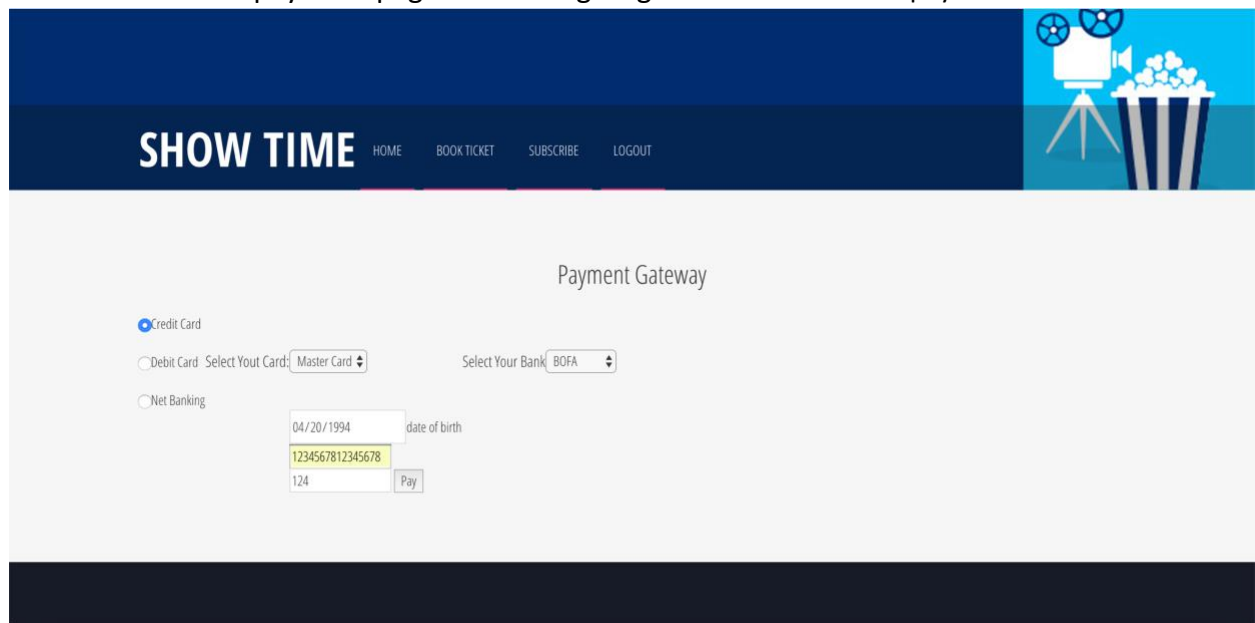 SHOW TIME HOME BOOK TICKET SUBSCRIBE LOGOUT
Payment Gateway
Credit Card
Debit Card Select Yout Card: Master Card Select Your Bank BOFA
Net Banking
04/20/1994 date of birth
1234567812345678
124 Pay